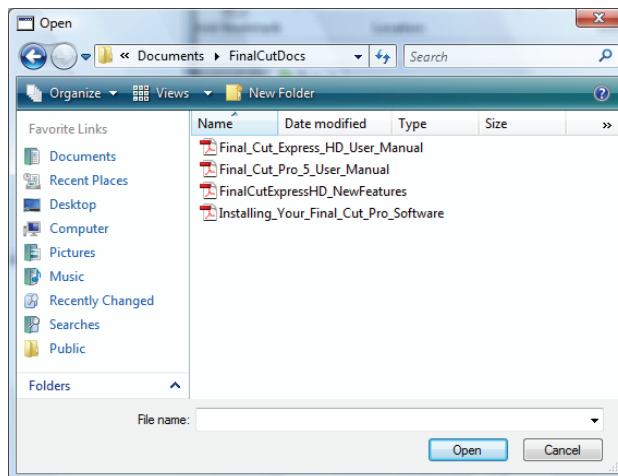 Open
« Documents FinalCutDocs Search
Organize Views New Folder
Favorite Links
Name Date modified Type Size »
Documents
Recent Places
Desktop
Computer
Pictures
Music
Recently Changed
Searches
Public
Final_Cut_Express_HD_User_Manual
Final_Cut_Pro_5_User_Manual
FinalCutExpressHD_NewFeatures
Installing_Your_Final_Cut_Pro_Software
Folders
File name:
Open Cancel